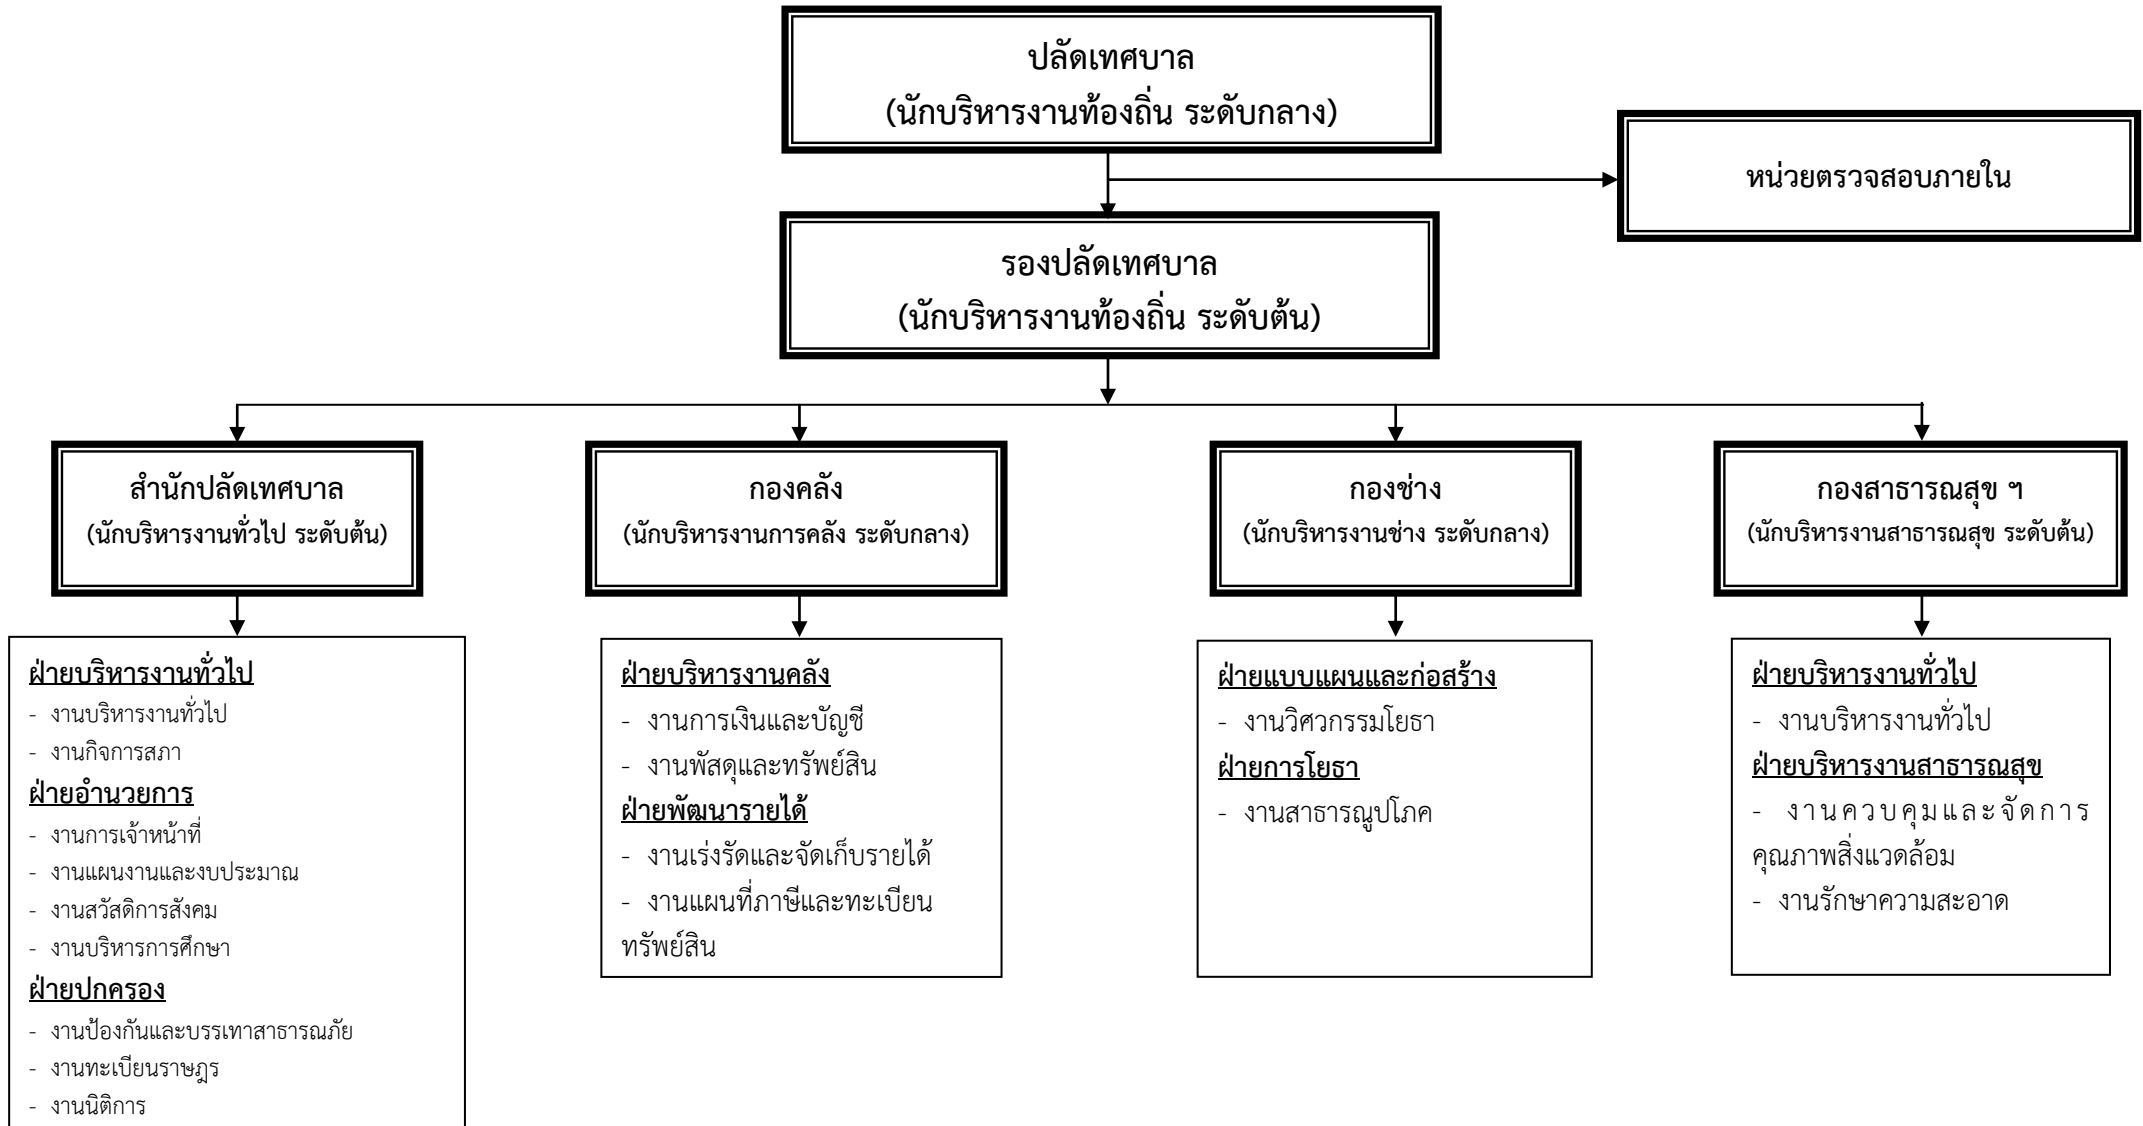 ปลัดเทศบาล
(นักบริหารงานท้องถิ่น ระดับกลาง)
หน่วยตรวจสอบภายใน
รองปลัดเทศบาล
(นักบริหารงานท้องถิ่น ระดับต้น)
สำนักปลัดเทศบาล
(นักบริหารงานทั่วไป ระดับต้น)
กองคลัง
(นักบริหารงานการคลัง ระดับกลาง)
กองช่าง
(นักบริหารงานช่าง ระดับกลาง)
กองสาธารณสุข ฯ
(นักบริหารงานสาธารณสุข ระดับต้น)
ฝ่ายบริหารงานทั่วไป
- งานบริหารงานทั่วไป
- งานกิจการสภา
ฝ่ายอำนวยการ
- งานการเจ้าหน้าที่
- งานแผนงานและงบประมาณ
- งานสวัสดิการสังคม
- งานบริหารการศึกษา
ฝ่ายปกครอง
- งานป้องกันและบรรเทาสาธารณภัย
- งานทะเบียนราษฎร
- งานนิติการ
ฝ่ายบริหารงานคลัง
- งานการเงินและบัญชี
- งานพัสดุและทรัพย์สิน
ฝ่ายพัฒนารายได้
- งานเร่งรัดและจัดเก็บรายได้
- งานแผนที่ภาษีและทะเบียน
ทรัพย์สิน
ฝ่ายแบบแผนและก่อสร้าง
- งานวิศวกรรมโยธา
ฝ่ายการโยธา
- งานสาธารณูปโภค
ฝ่ายบริหารงานทั่วไป
- งานบริหารงานทั่วไป
ฝ่ายบริหารงานสาธารณสุข
- งานควบคุมและจัดการ
คุณภาพสิ่งแวดล้อม
- งานรักษาความสะอาด